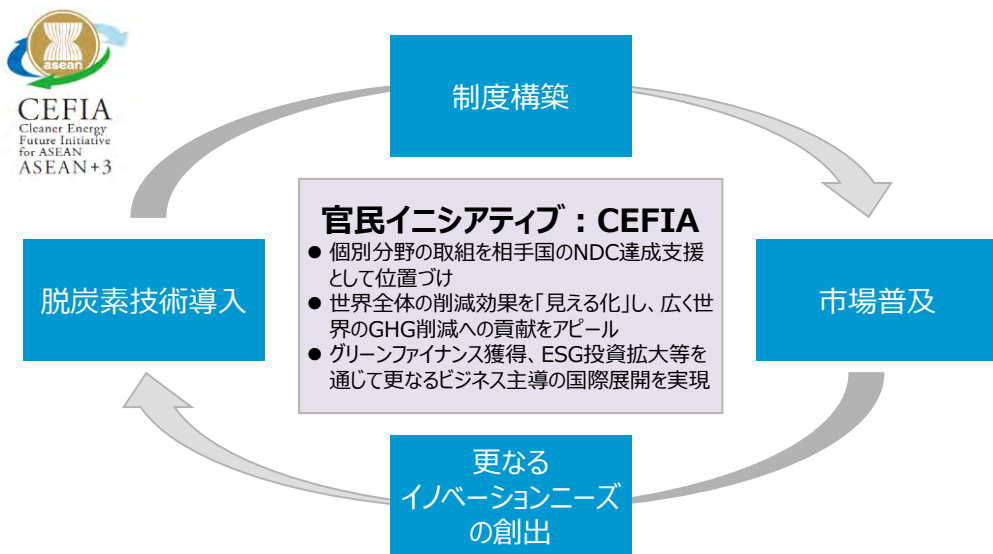 asean
CEFIA
Cleaner Energy
Future Initiative
for ASEAN
ASEAN+3
制度構築
官民イニシアティブ：CEFIA
● 個別分野の取組を相手国のNDC達成支援
として位置づけ
● 世界全体の削減効果を「見える化」し、広く世
界のGHG削減への貢献をアピール
● グリーンファイナンス獲得、ESG投資拡大等を
通じて更なるビジネス主導の国際展開を実現
脱炭素技術導入
市場普及
更なる
イノベーションニーズ
の創出